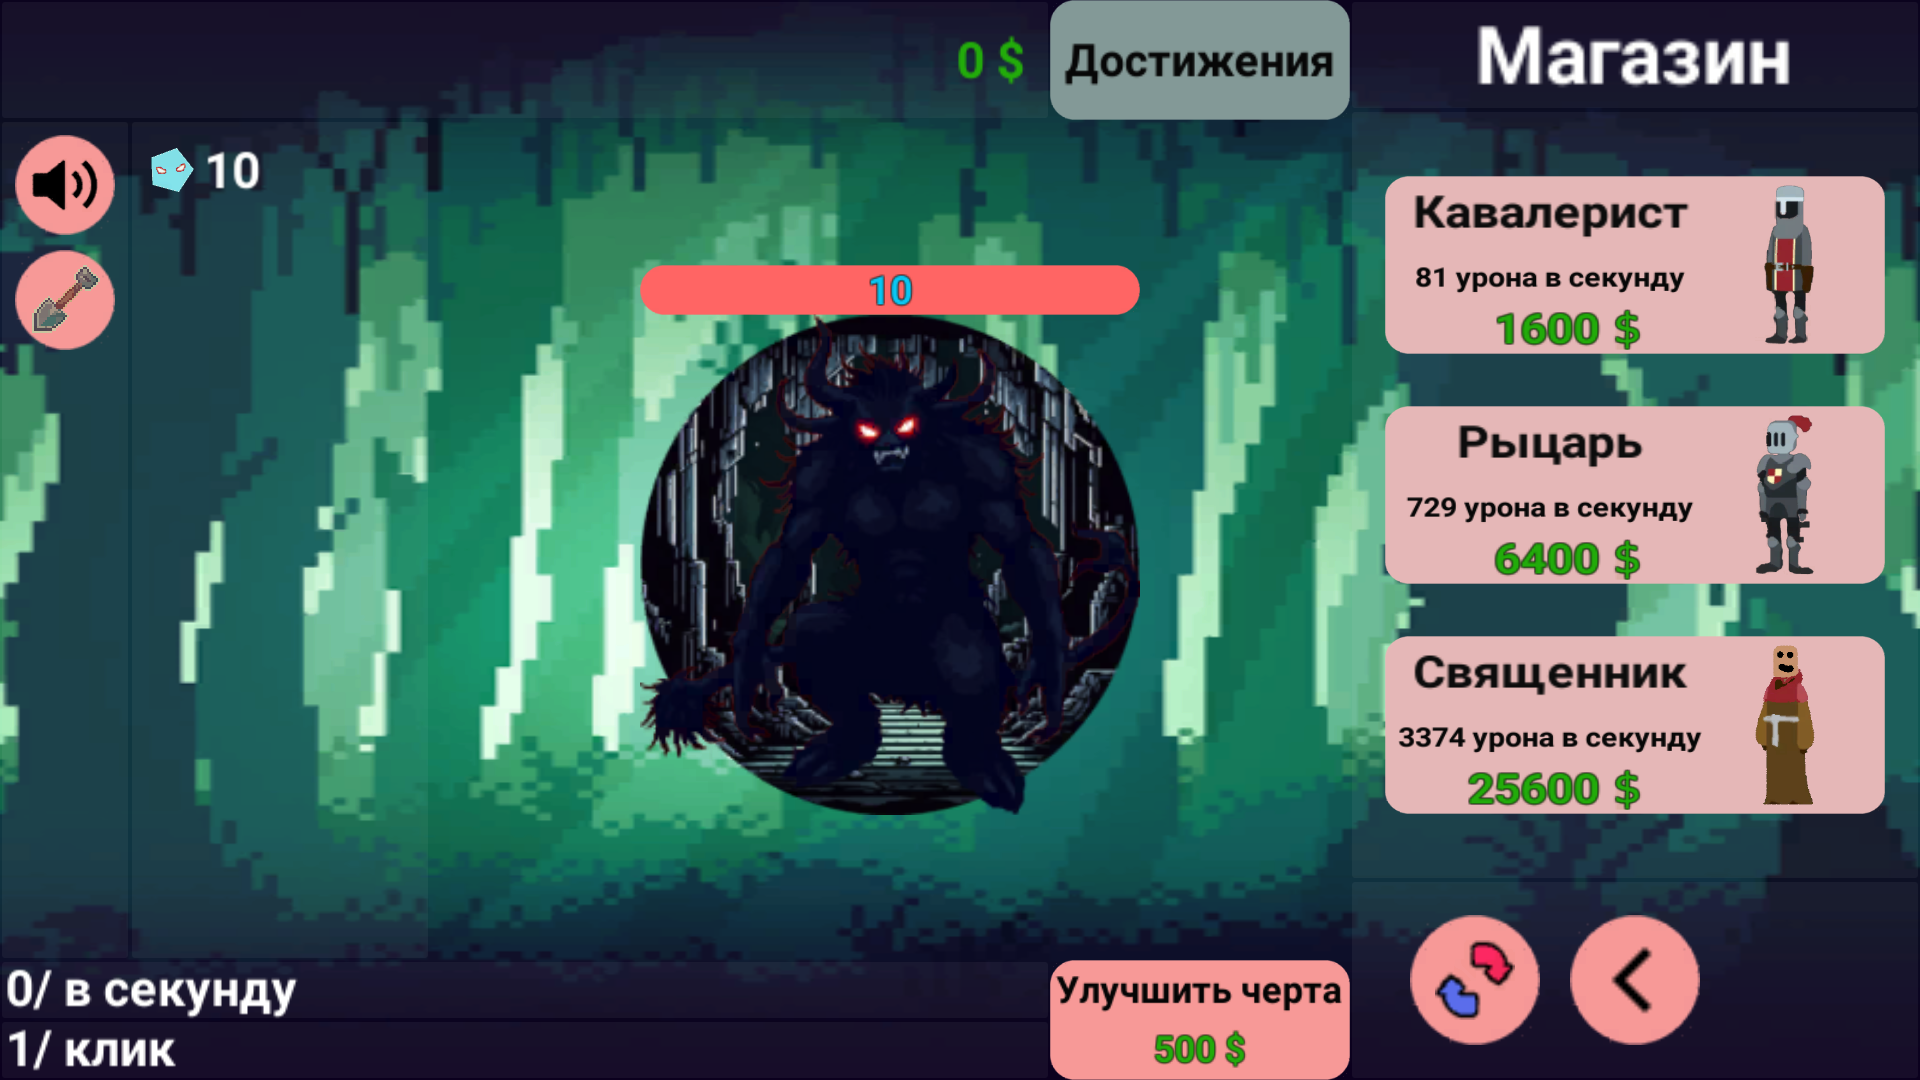 0 $
Достижения
Магазин
10
10
Кавалерист
81 урона в секунду
1600 $
Рыцарь
729 урона в секунду
6400 $
Священник
3374 урона в секунду
25600 $
0/ в секунду
1/ клик
Улучшить черта
500 $